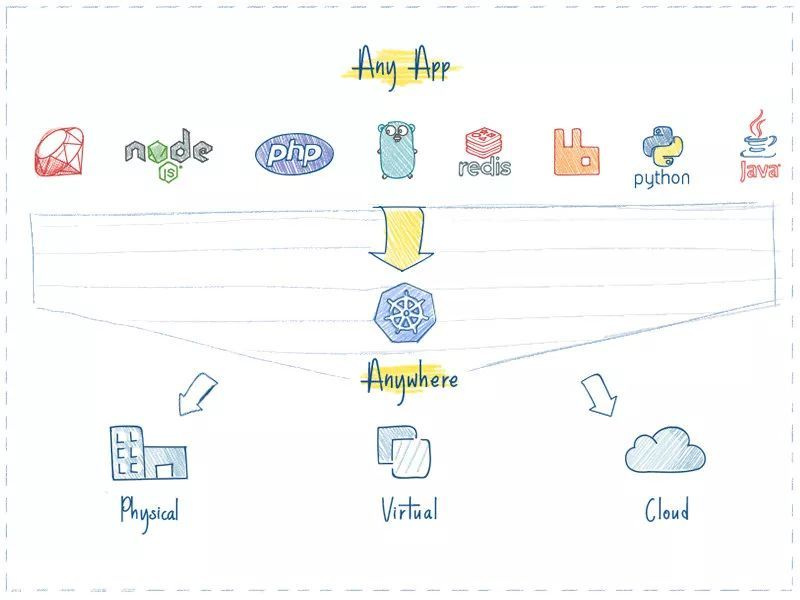 Any App
node
JS
php
redis
python
Java
Anywhere
Physical
Virtual
Cloud